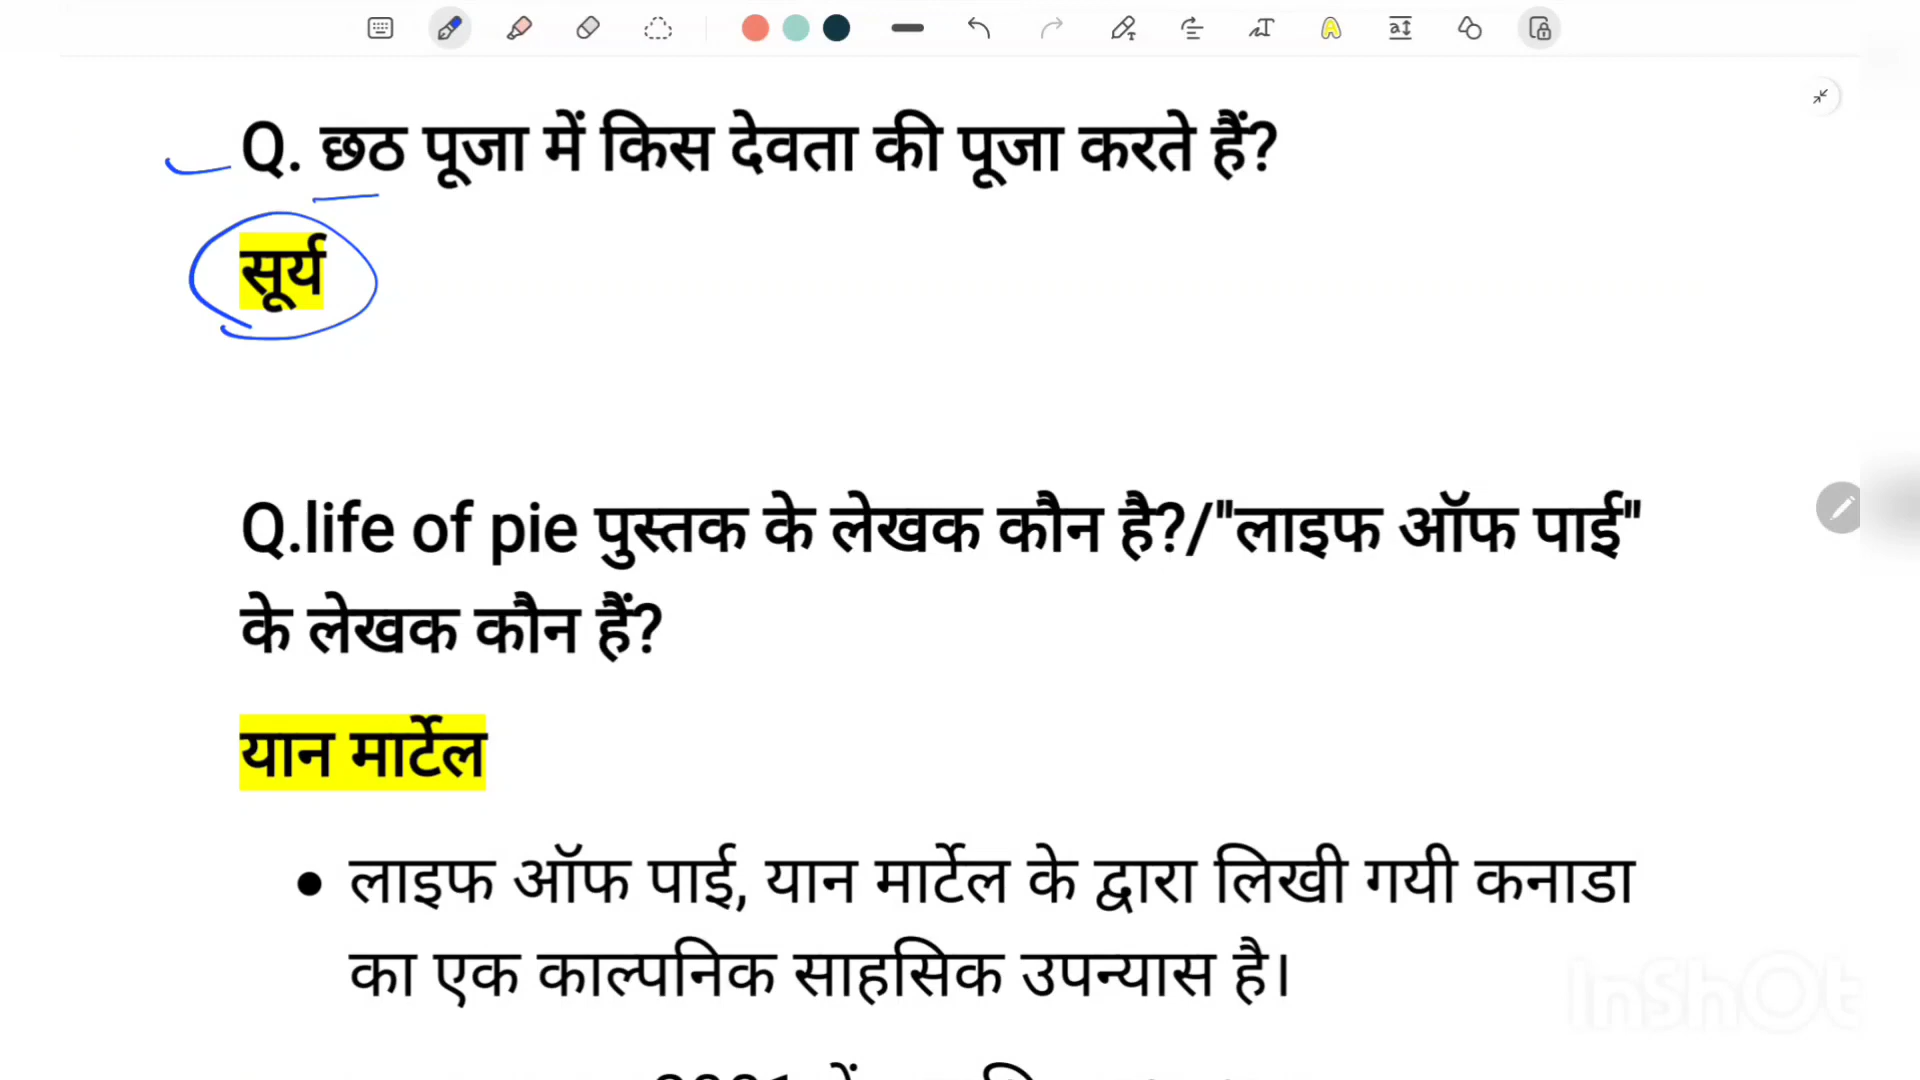 Q. छठ पूजा में किस देवता की पूजा करते हैं?
सूर्य
Q.life of pie पुस्तक के लेखक कौन है?/"लाइफ ऑफ पाई"
के लेखक कौन हैं?
यान मार्टेल
• लाइफ ऑफ पाई, यान मार्टेल के द्वारा लिखी गयी कनाडा
का एक काल्पनिक साहसिक उपन्यास है।
InShOt